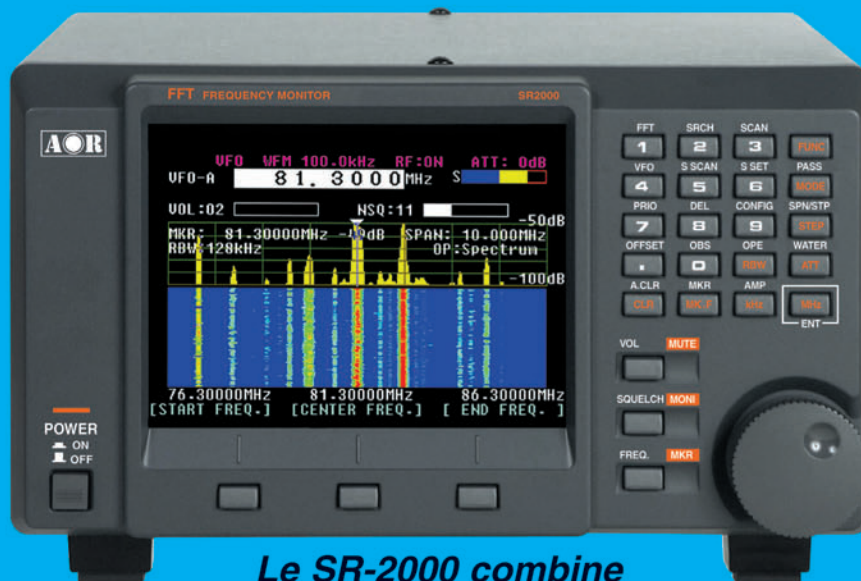 FFT FREQUENCY MONITOR SR2000
AOR
VFO WFM 100.0kHz RF:ON ATT: 0dB
VFO-A 81.3000MHz S
VOL:02 NSQ:11
-50dB
MKR: 81.30000MHz dB SPAN: 10.000MHz
RBW:128kHz OP:Spectrum
-100dB
76.30000MHz 81.30000MHz 86.30000MHz
[START FREQ.] [CENTER FREQ.] [ END FREQ. ]
POWER
ON
OFF
FFT SRCH SCAN
1 2 3 FUNC
VFO S SCAN S SET PASS
4 5 6 MODE
PRIO DEL CONFIG SPN/STP
7 8 9 STEP
OFFSET OBS OPE WATER
. 0 RBW ATT
A.CLR MKR AMP
CLR MK.F kHz MHz
ENT
VOL MUTE
SQUELCH MONI
FREQ. MKR
Le SR-2000 combine